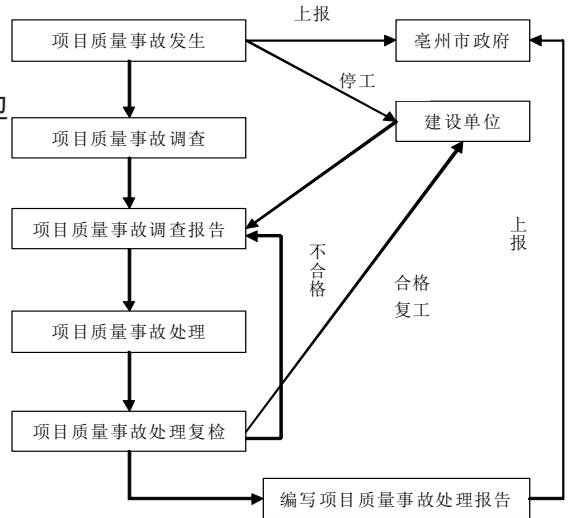 项目质量事故发生
上报
亳州市政府
停工
建设单位
项目质量事故调查
项目质量事故调查报告
不合格
合格
复工
上报
项目质量事故处理
项目质量事故处理复检
编写项目质量事故处理报告